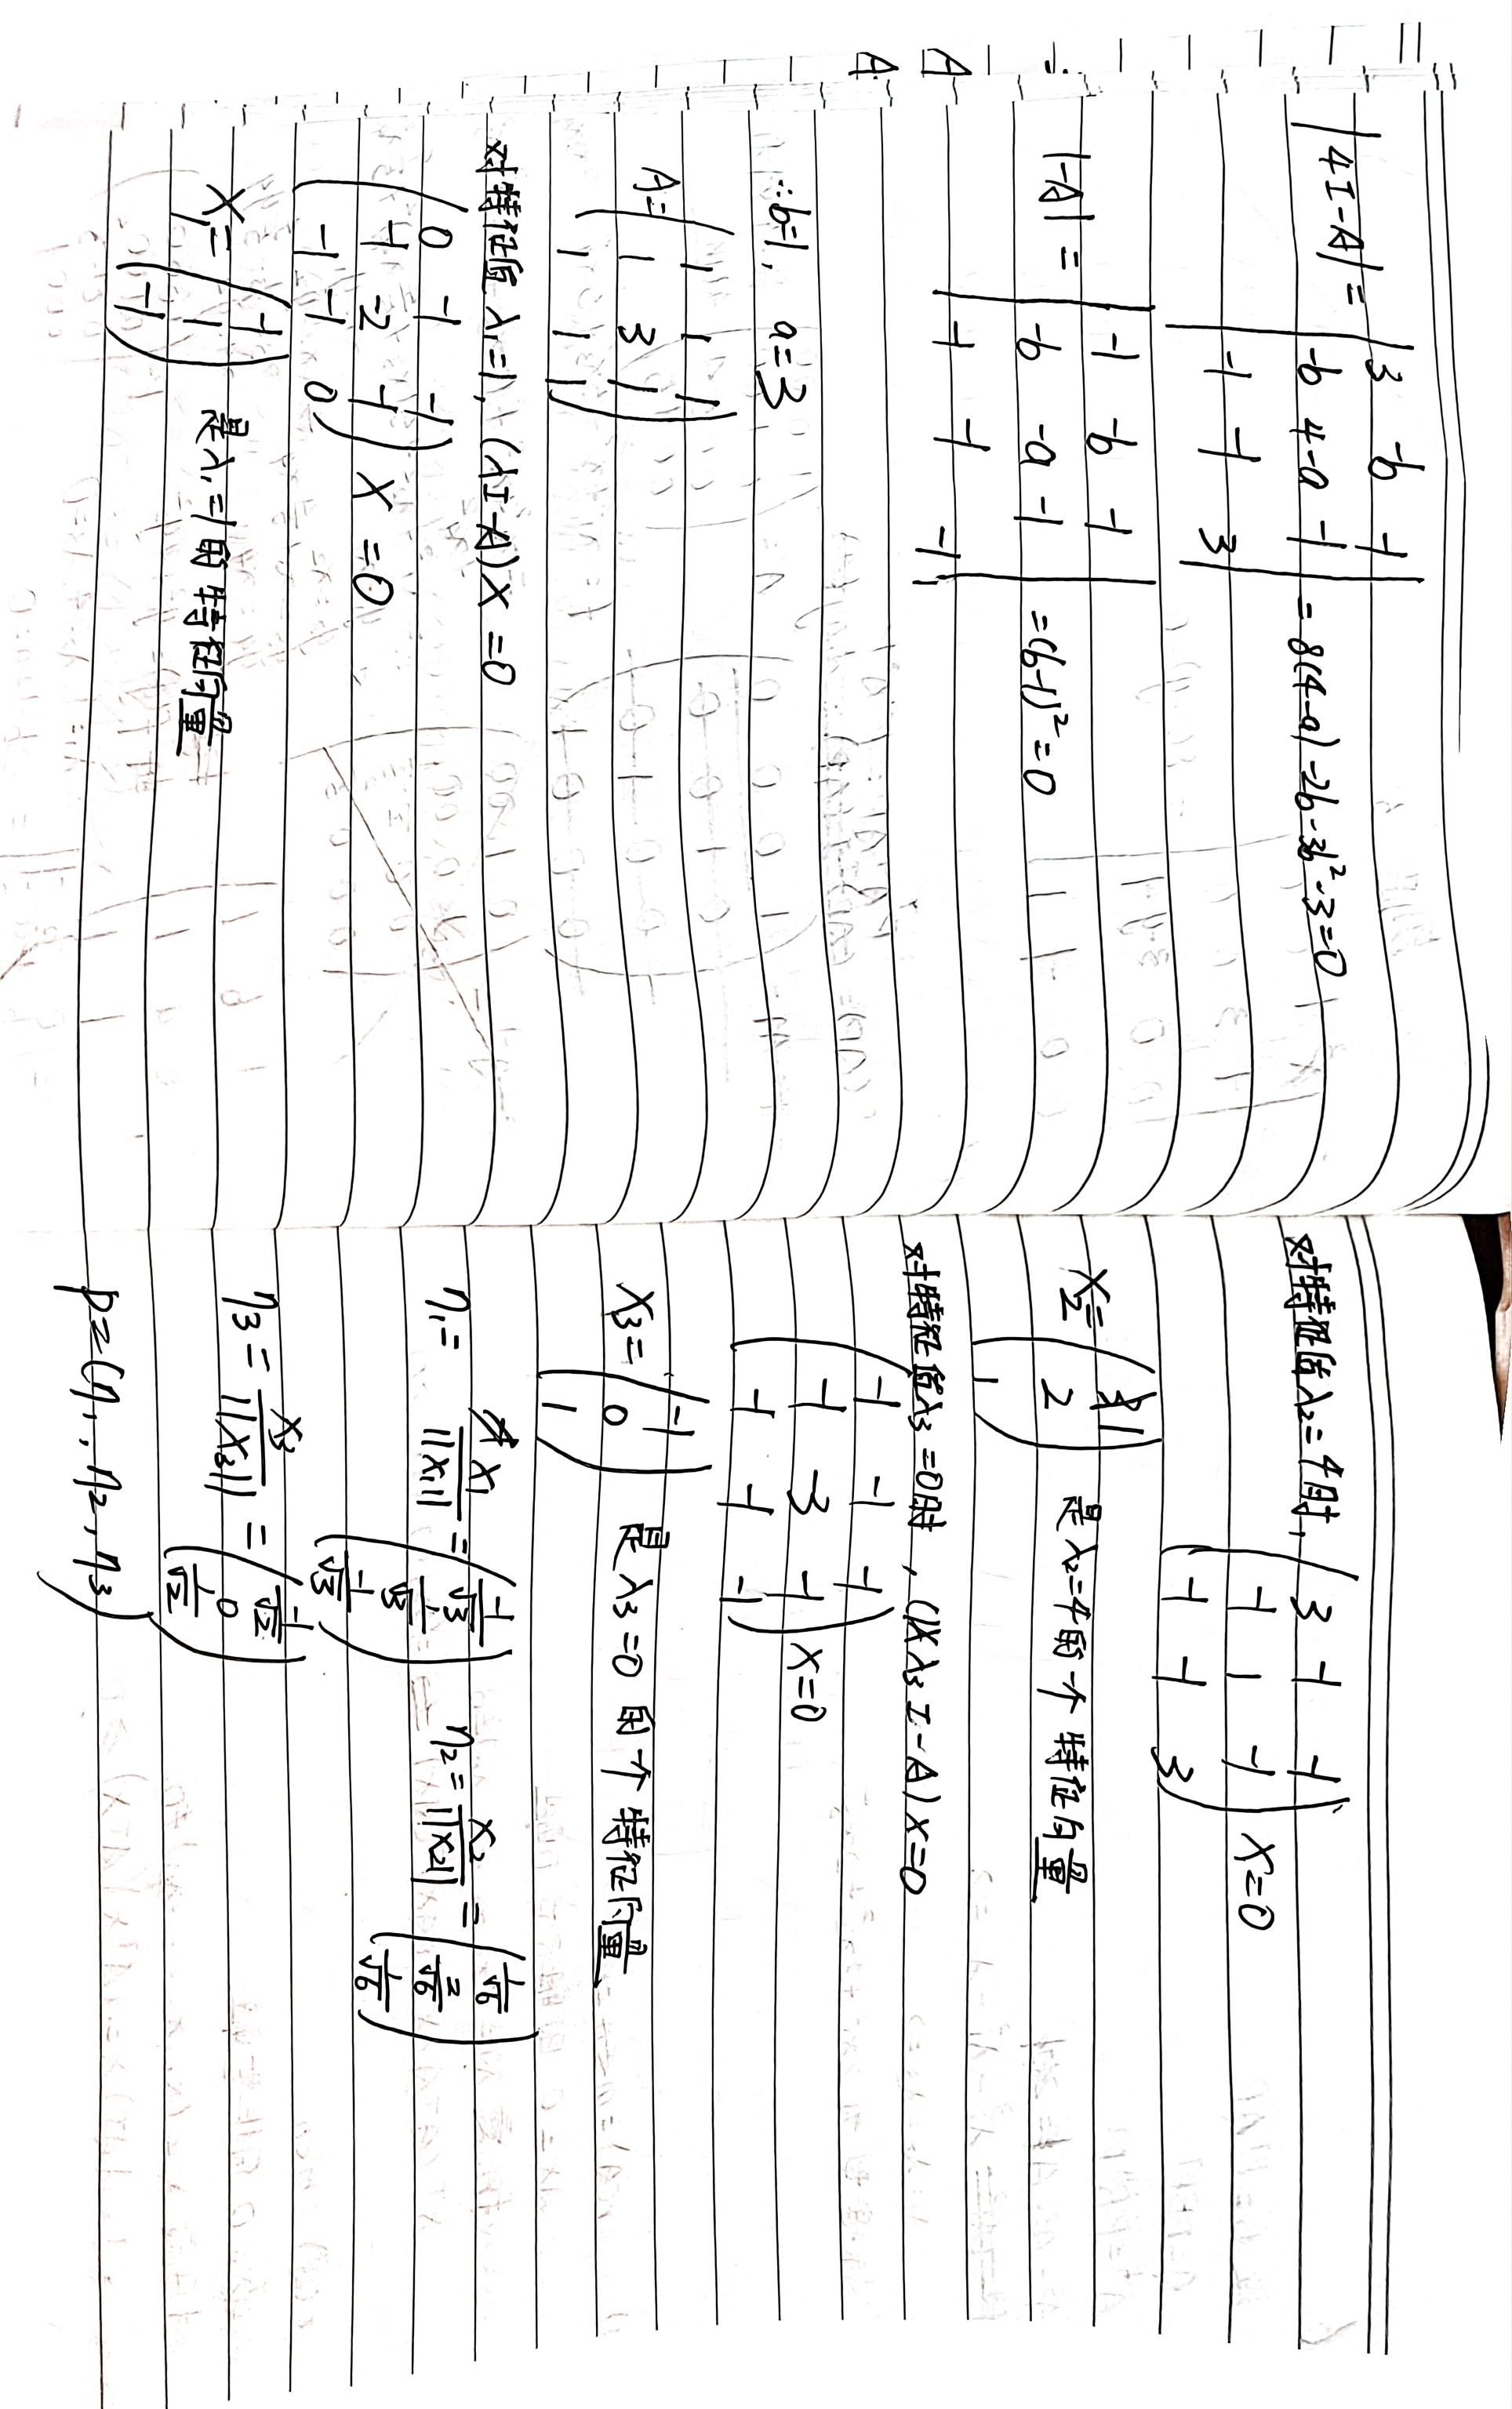 |4I-A| = | 3 -b -1
-b 4-a -1 | = 8(4-a)-2b-3b²-3=0
-1 -1 3 |
| -1 -b -1
|-A| = -b -a -1 | =(b-1)²=0
-1 -1 -1 |
∴b=1, a=3
A= ( 1 1 1
1 3 1
1 1 1 )
对特征值 λ₁=1, (λI-A)X=0
( 0 -1 -1
-1 -2 -1 ) X=0
-1 -1 0
X₁= ( -1
1
-1 ) 是λ₁=1的特征向量
对特征值λ₂=4时, ( 3 -1 -1
-1 1 -1 ) X=0
-1 -1 3
X₂= ( 1
2
1 ) 是λ₂=4的一个特征向量
对特征值λ₃=0时, (λ₃I-A)X=0
( -1 -1 -1
-1 -3 -1 ) X=0
-1 -1 -1
X₃= ( -1
0
1 ) 是λ₃=0的一个特征向量
η₁= X₁/||X₁|| = ( -1/√3
1/√3
-1/√3 ) η₂= X₂/||X₂|| = ( 1/√6
2/√6
1/√6 )
η₃= X₃/||X₃|| = ( -1/√2
0
1/√2 )
P=(η₁,η₂,η₃)